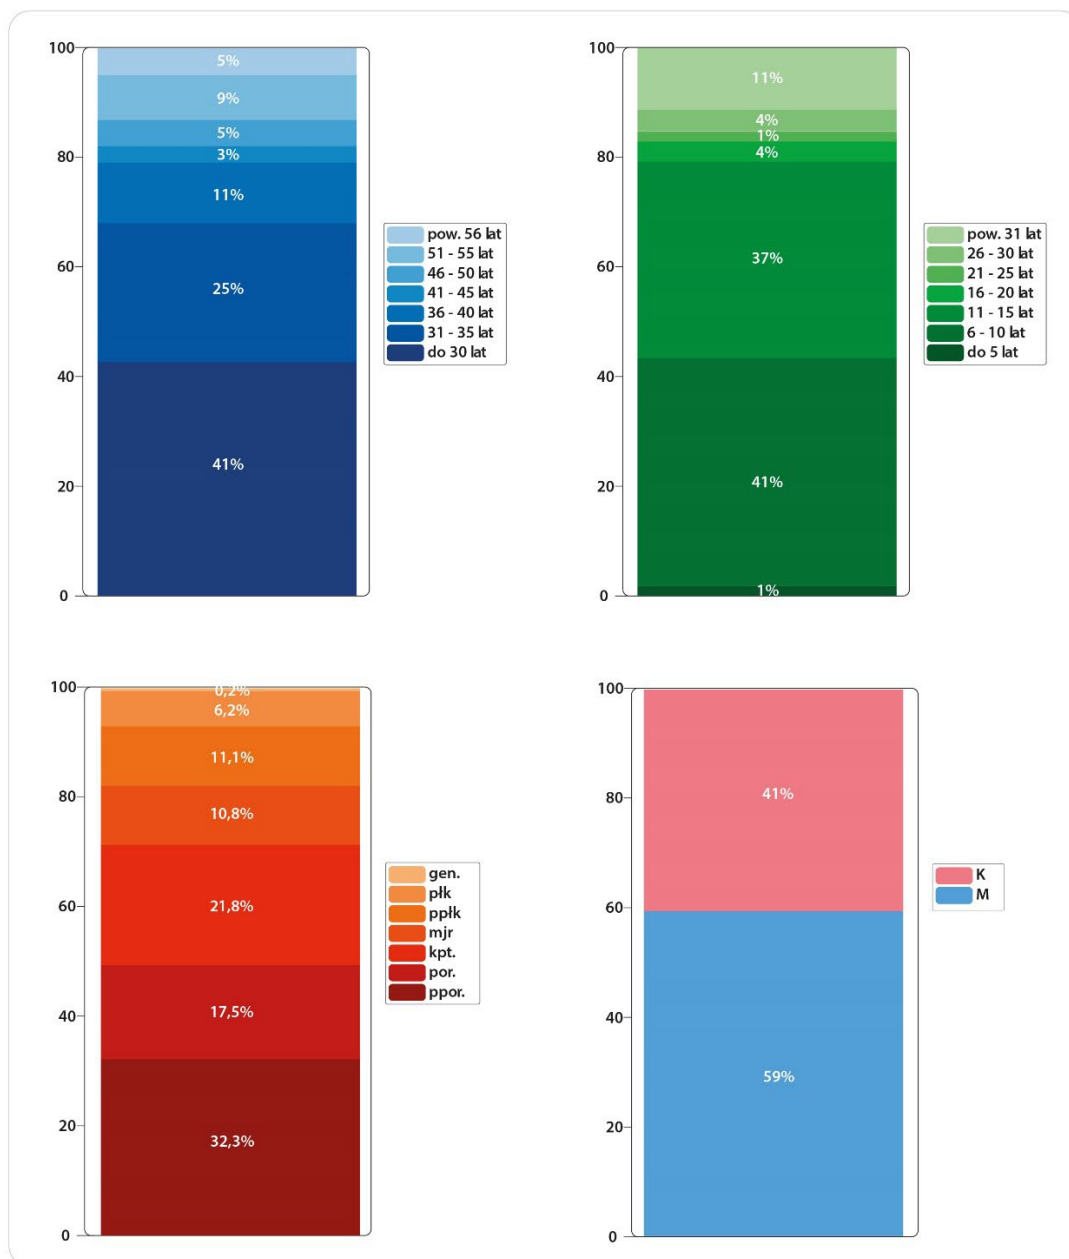 100
80
60
40
20
0
5%
9%
5%
3%
11%
25%
41%
pow. 56 lat
51 - 55 lat
46 - 50 lat
41 - 45 lat
36 - 40 lat
31 - 35 lat
do 30 lat
100
80
60
40
20
0
11%
4%
1%
4%
37%
41%
1%
pow. 31 lat
26 - 30 lat
21 - 25 lat
16 - 20 lat
11 - 15 lat
6 - 10 lat
do 5 lat
100
80
60
40
20
0
0,2%
6,2%
11,1%
10,8%
21,8%
17,5%
32,3%
gen.
płk
ppłk
mjr
kpt.
por.
ppor.
100
80
60
40
20
0
41%
59%
K
M